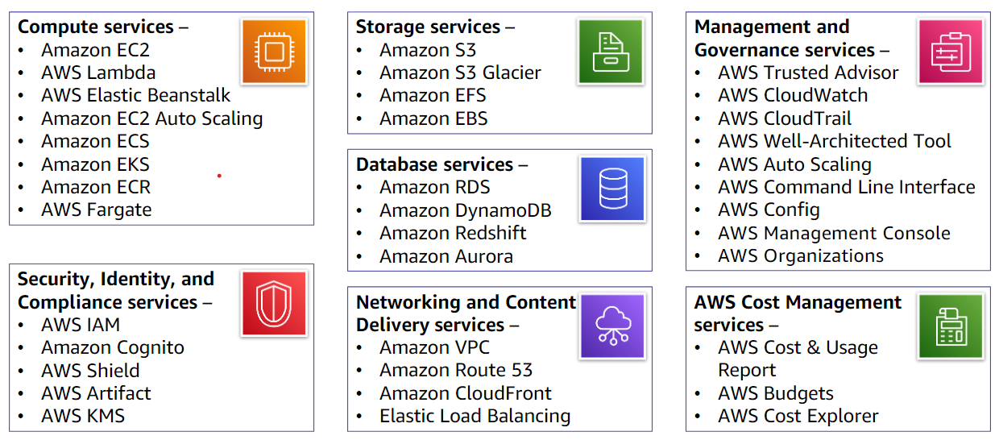 Compute services –
• Amazon EC2
• AWS Lambda
• AWS Elastic Beanstalk
• Amazon EC2 Auto Scaling
• Amazon ECS
• Amazon EKS
• Amazon ECR
• AWS Fargate
Security, Identity, and
Compliance services –
• AWS IAM
• Amazon Cognito
• AWS Shield
• AWS Artifact
• AWS KMS
Storage services –
• Amazon S3
• Amazon S3 Glacier
• Amazon EFS
• Amazon EBS
Database services –
• Amazon RDS
• Amazon DynamoDB
• Amazon Redshift
• Amazon Aurora
Networking and Content
Delivery services –
• Amazon VPC
• Amazon Route 53
• Amazon CloudFront
• Elastic Load Balancing
Management and
Governance services –
• AWS Trusted Advisor
• AWS CloudWatch
• AWS CloudTrail
• AWS Well-Architected Tool
• AWS Auto Scaling
• AWS Command Line Interface
• AWS Config
• AWS Management Console
• AWS Organizations
AWS Cost Management
services –
• AWS Cost & Usage
Report
• AWS Budgets
• AWS Cost Explorer